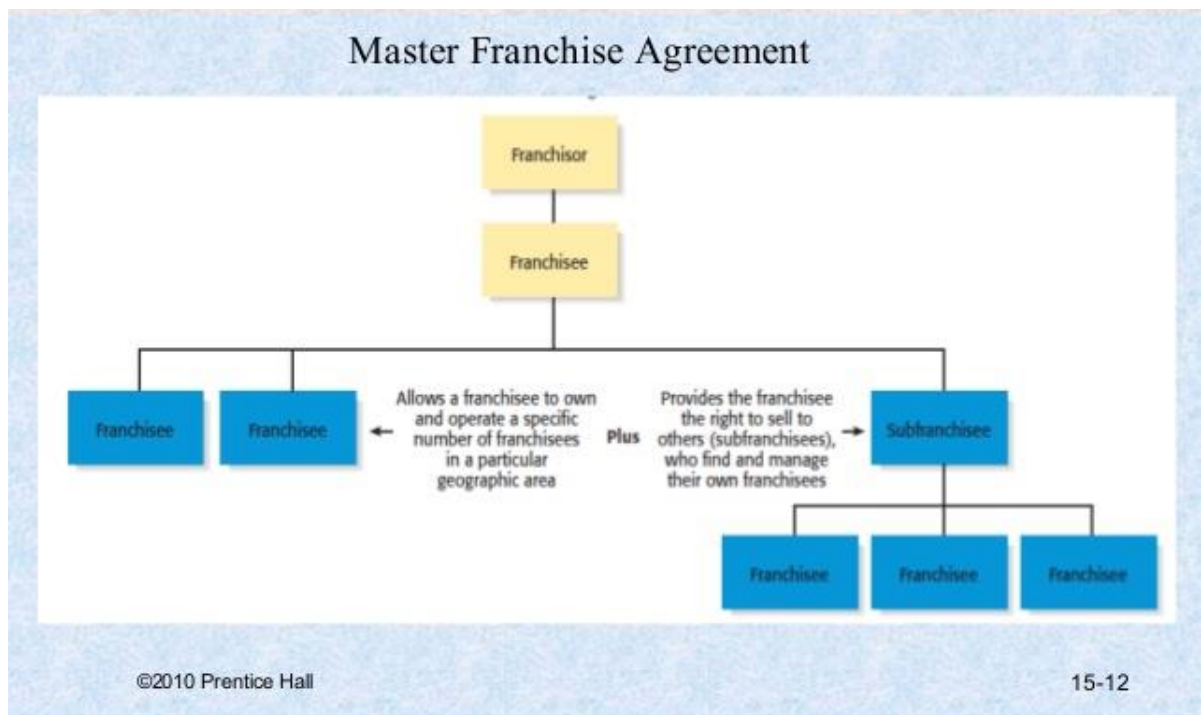 Master Franchise Agreement
Franchisor
Franchisee
Franchisee
Franchisee
Allows a franchisee to own
and operate a specific
number of franchisees
in a particular
geographic area
Plus
Provides the franchisee
the right to sell to
others (subfranchisees),
who find and manage
their own franchisees
Subfranchisee
Franchisee
Franchisee
Franchisee
©2010 Prentice Hall
15-12